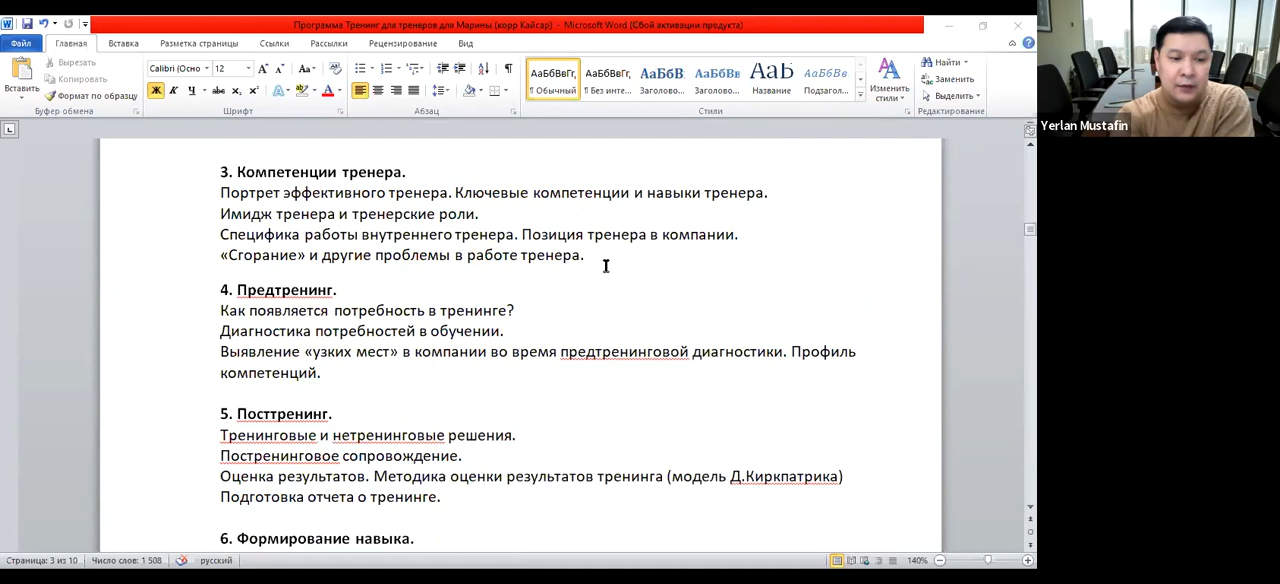 Программа Тренинг для тренеров для Марины (корр Кайсар) - Microsoft Word (Сбой активации продукта)
Файл Главная Вставка Разметка страницы Ссылки Рассылки Рецензирование Вид
Вставить
Вырезать
Копировать
Формат по образцу
Буфер обмена
Calibri (Осно 12
Шрифт
Абзац
АаБбВвГг, АаБбВвГг, АаБбВ АаБбВв АаБ АаБбВв
¶ Обычный ¶ Без инте... Заголово... Заголово... Название Подзагол...
Стили
Изменить стили
Найти
Заменить
Выделить
Редактирование
Yerlan Mustafin
3. Компетенции тренера.
Портрет эффективного тренера. Ключевые компетенции и навыки тренера.
Имидж тренера и тренерские роли.
Специфика работы внутреннего тренера. Позиция тренера в компании.
«Сгорание» и другие проблемы в работе тренера.
4. Предтренинг.
Как появляется потребность в тренинге?
Диагностика потребностей в обучении.
Выявление «узких мест» в компании во время предтренинговой диагностики. Профиль
компетенций.
5. Посттренинг.
Тренинговые и нетренинговые решения.
Постренинговое сопровождение.
Оценка результатов. Методика оценки результатов тренинга (модель Д.Киркпатрика)
Подготовка отчета о тренинге.
6. Формирование навыка.
Страница: 3 из 10 Число слов: 1 508 русский 140%